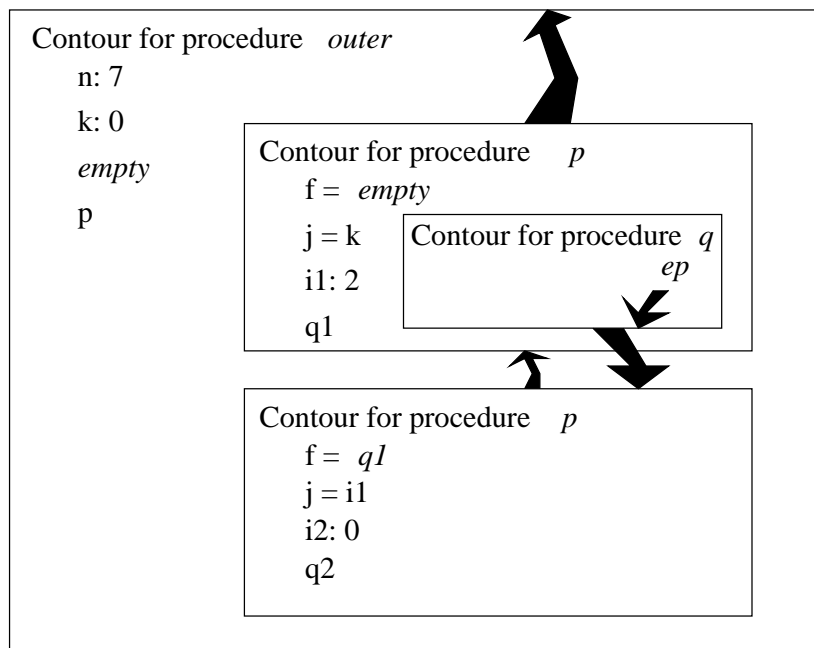 Contour for procedure outer
n: 7
k: 0
empty
p
Contour for procedure p
f = empty
j = k
i1: 2
q1
Contour for procedure q
ep
Contour for procedure p
f = q1
j = i1
i2: 0
q2